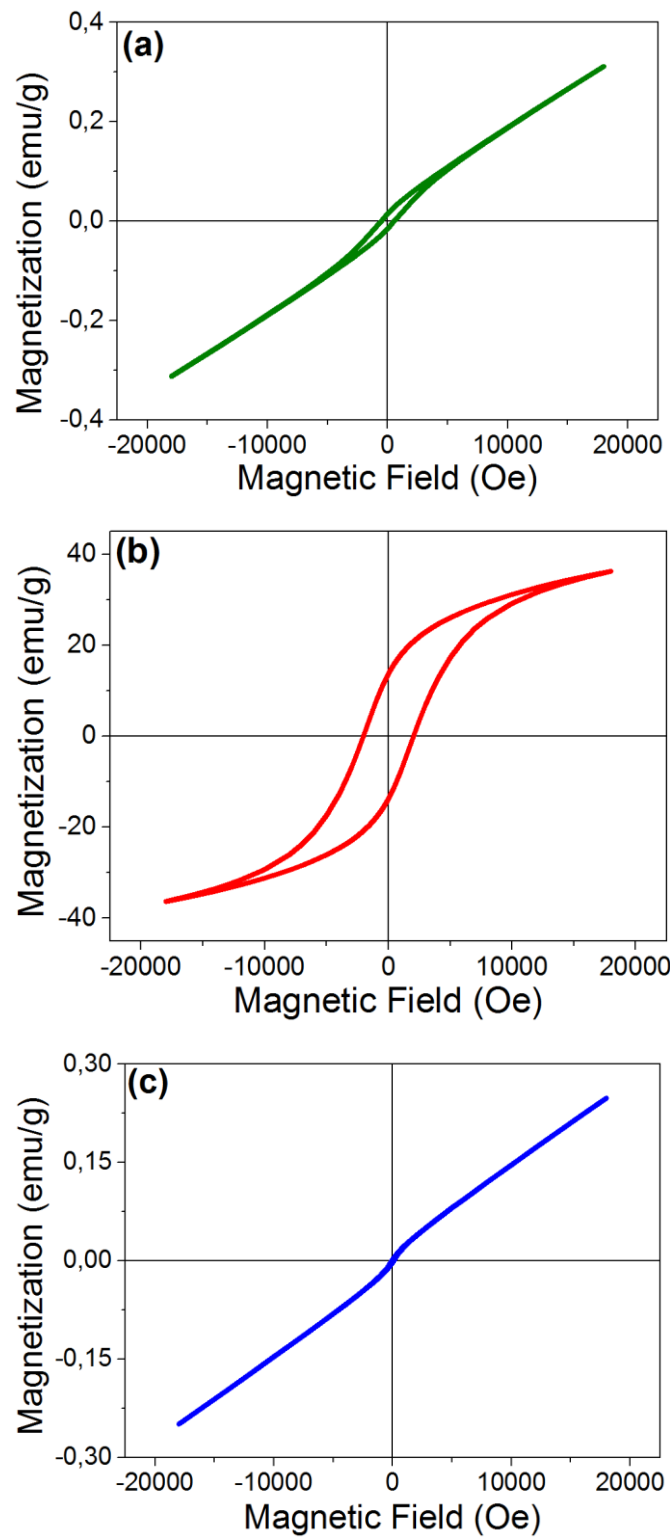 (a)
Magnetization (emu/g)
0,4
0,2
0,0
-0,2
-0,4
-20000 -10000 0 10000 20000
Magnetic Field (Oe)
(b)
Magnetization (emu/g)
40
20
0
-20
-40
-20000 -10000 0 10000 20000
Magnetic Field (Oe)
(c)
Magnetization (emu/g)
0,30
0,15
0,00
-0,15
-0,30
-20000 -10000 0 10000 20000
Magnetic Field (Oe)